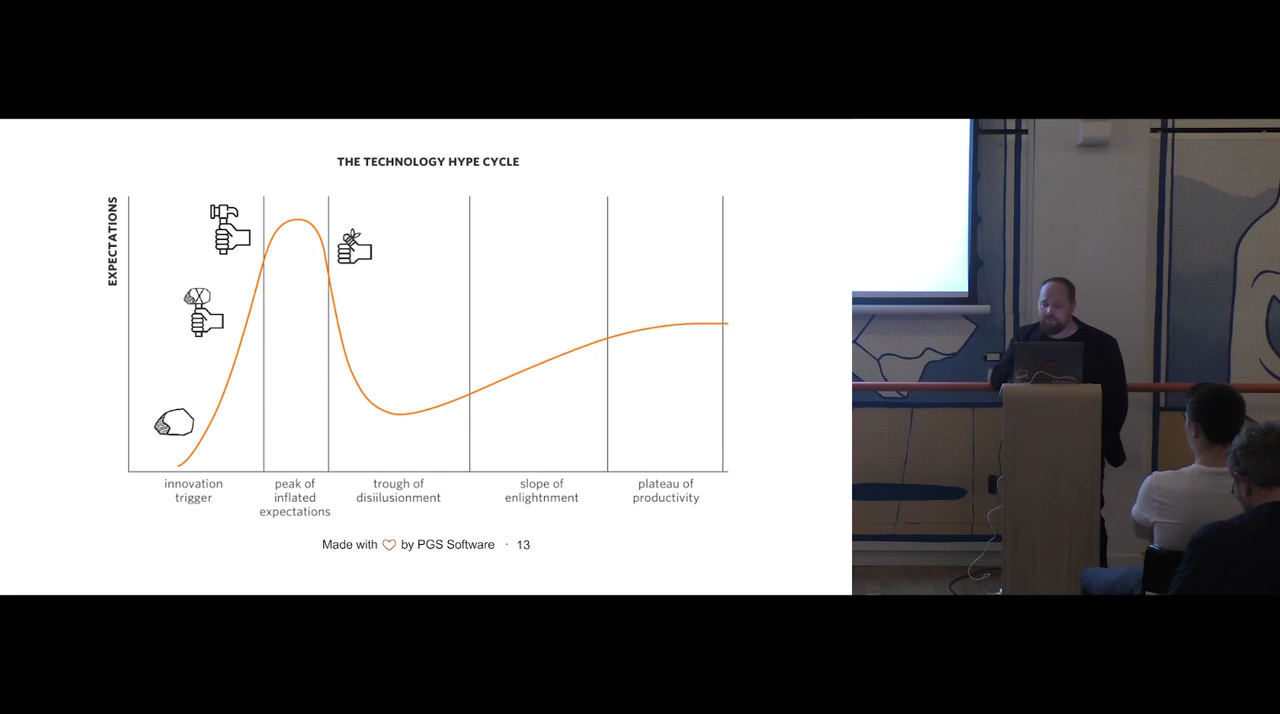 THE TECHNOLOGY HYPE CYCLE
EXPECTATIONS
innovation
trigger
peak of
inflated
expectations
trough of
disiilusionment
slope of
enlightnment
plateau of
productivity
Made with by PGS Software · 13